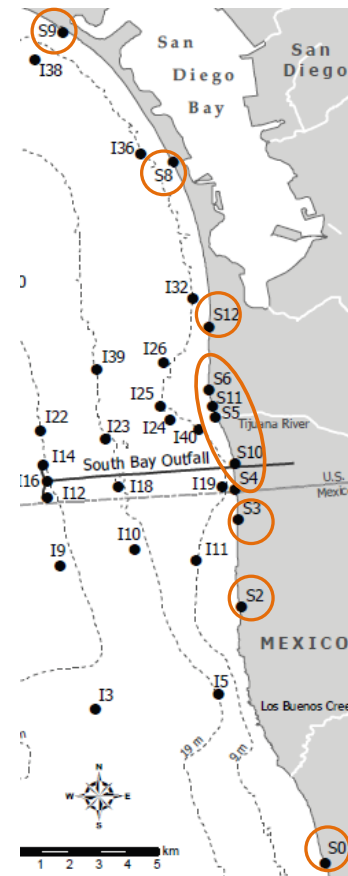 S9
San
Diego
Bay
San
Diego
I38
I36
S8
I32
S12
I26
I39
S6
S11
S5
I25
I24
I40
Tijuana River
I22
I23
S10
I14
South Bay Outfall
U.S.
Mexico
I16
I18
I19
S4
I12
S3
I10
I11
I9
S2
MEXICO
I5
I3
Los Buenos Cree
19 m
9 m
m
N
W
E
S
km
1 2 3 4 5
S0